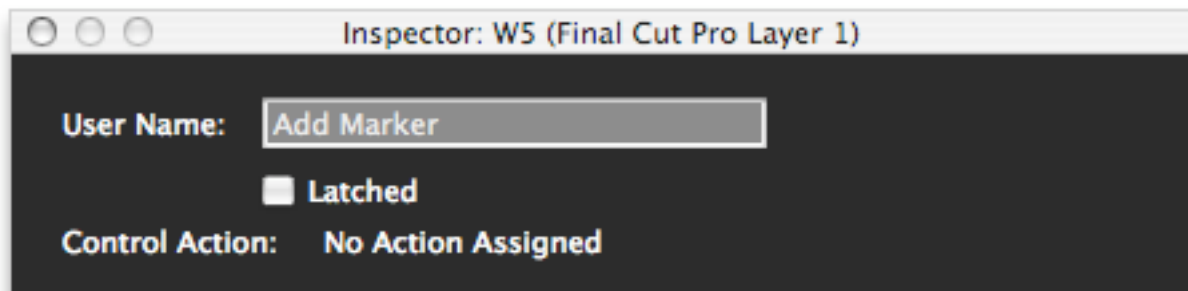 Inspector: W5 (Final Cut Pro Layer 1)
User Name: Add Marker
Latched
Control Action: No Action Assigned